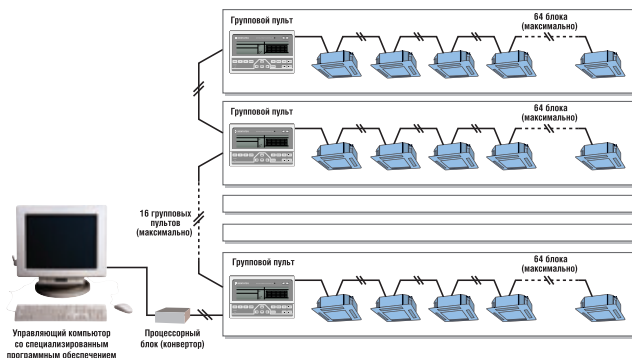 Групповой пульт
64 блока
(максимально)
Групповой пульт
64 блока
(максимально)
16 групповых
пультов
(максимально)
Групповой пульт
64 блока
(максимально)
Управляющий компьютер
со специализированным
программным обеспечением
Процессорный
блок (конвертор)